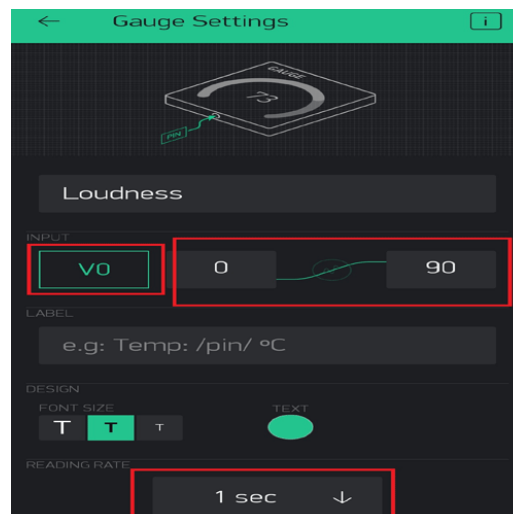 ← Gauge Settings i
GAUGE
73
PIN
Loudness
INPUT
V0 0 90
LABEL
e.g: Temp: /pin/ °C
DESIGN
FONT SIZE TEXT
T T T
READING RATE
1 sec ↓